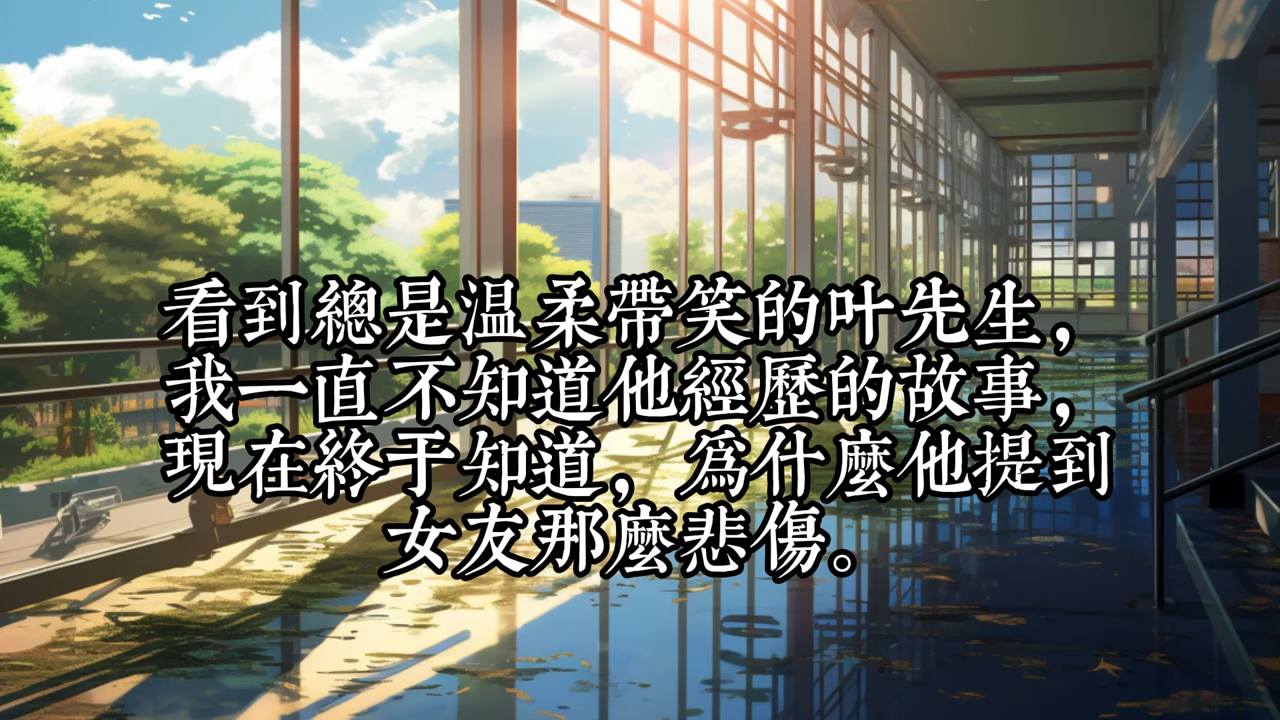 看到總是温柔帶笑的叶先生，
我一直不知道他經歷的故事，
現在終于知道，爲什麼他提到
女友那麼悲傷。